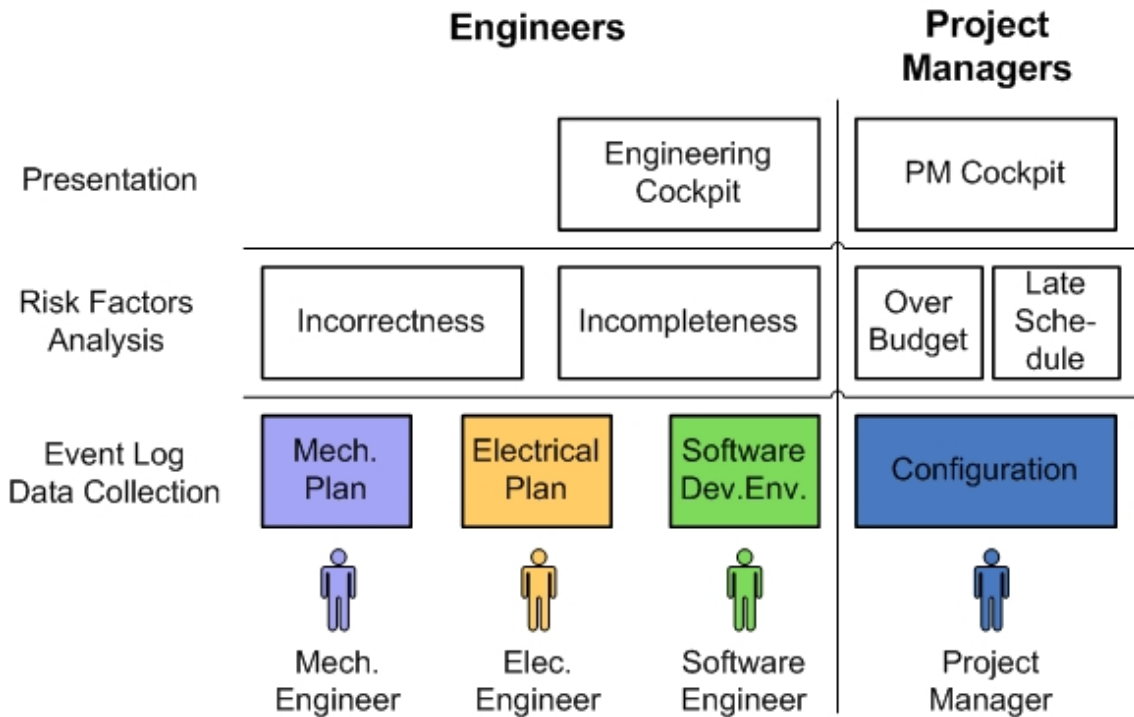 Engineers
Project
Managers
Presentation
Engineering
Cockpit
PM Cockpit
Risk Factors
Analysis
Incorrectness
Incompleteness
Over
Budget
Late
Sche-
dule
Event Log
Data Collection
Mech.
Plan
Electrical
Plan
Software
Dev.Env.
Configuration
Mech.
Engineer
Elec.
Engineer
Software
Engineer
Project
Manager